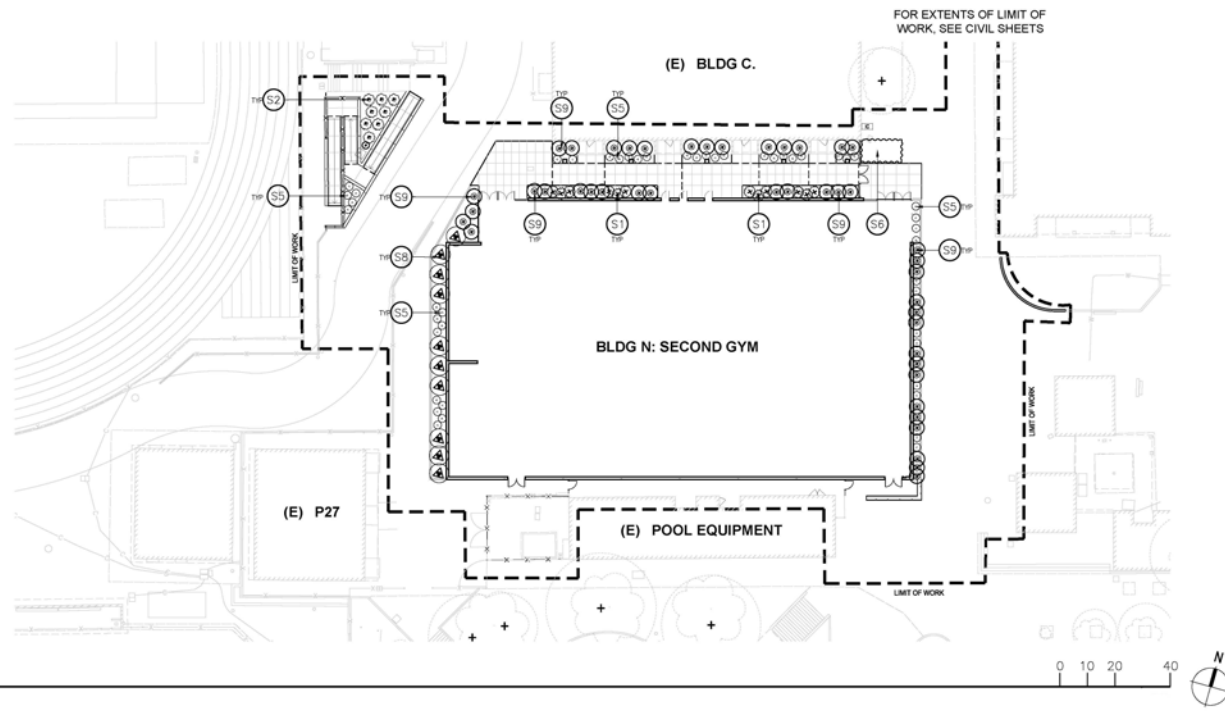 FOR EXTENTS OF LIMIT OF
WORK, SEE CIVIL SHEETS
(E) BLDG C.
TYP S2
TYP
S9
TYP
S5
TYP S5
TYP S9
S9
TYP
S1
TYP
S1
TYP
S9
TYP
S6
S5 TYP
S9 TYP
LIMIT OF WORK
TYP S8
TYP S5
BLDG N: SECOND GYM
LIMIT OF WORK
(E) P27
(E) POOL EQUIPMENT
LIMIT OF WORK
0 10 20 40
N